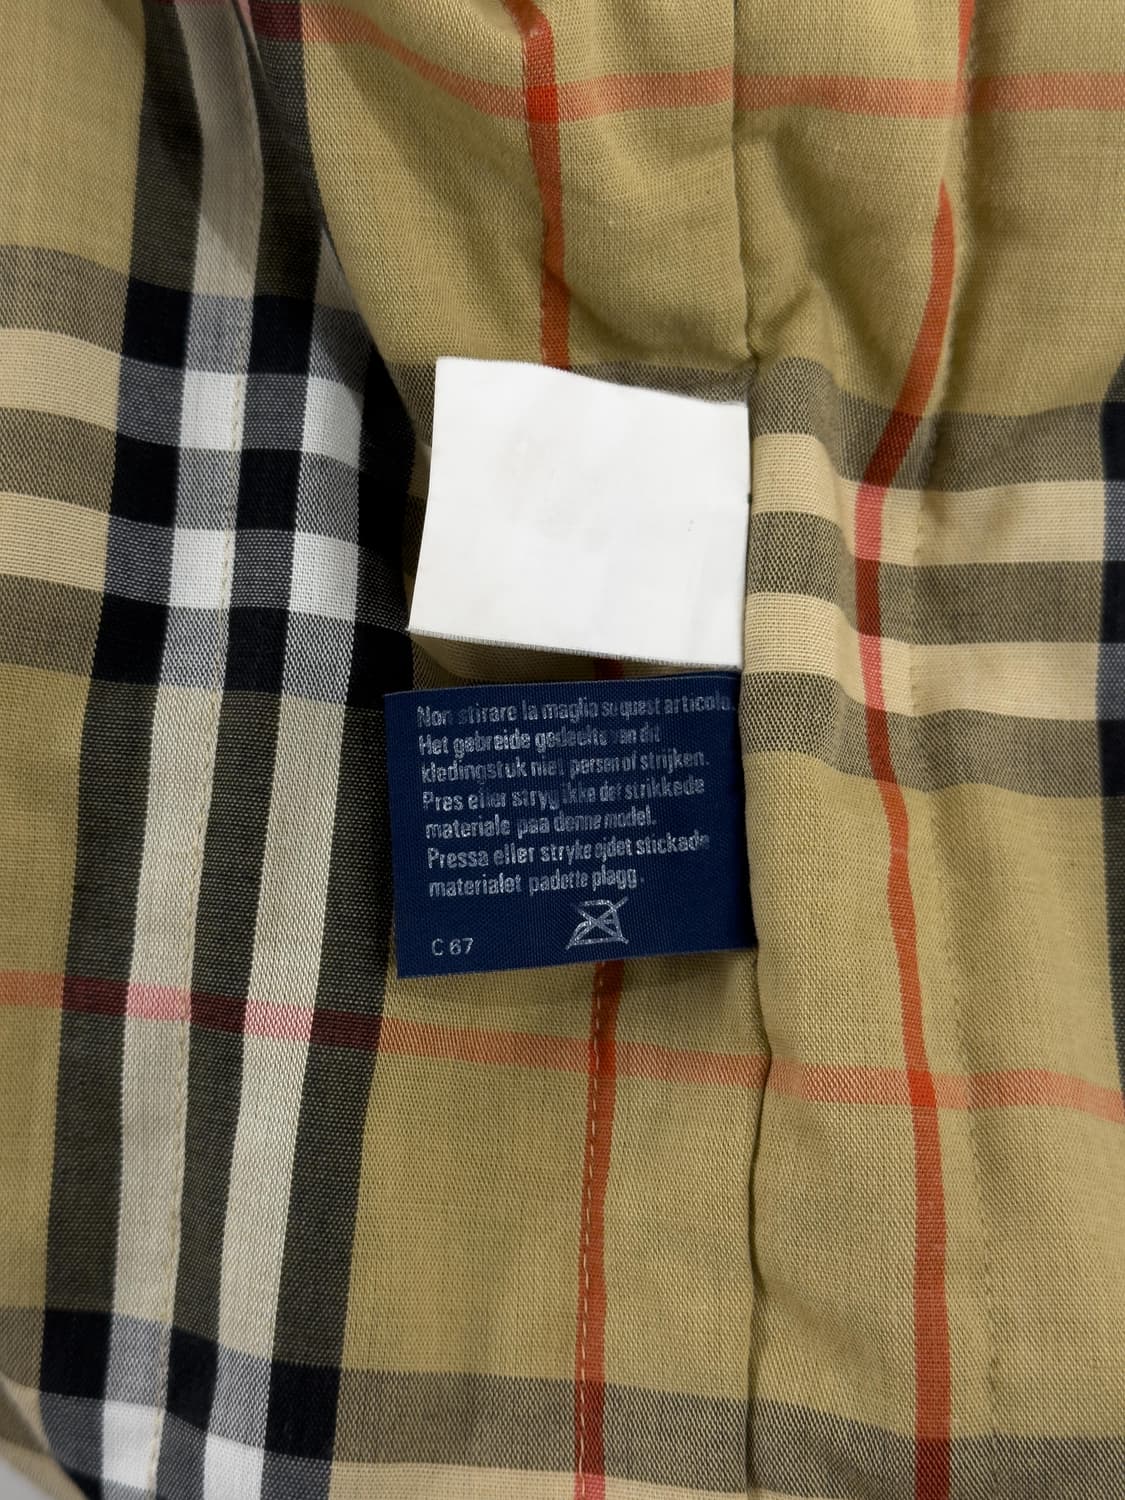 Non stirare la maglia su quest articolo.
Het gebreide gedeelte van dit
kledingstuk niet persen of strijken.
Pres eller stryg ikke det strikkede
materiale paa denne model.
Pressa eller stryke ojdet stickade
materialet padette plagg.
C 67